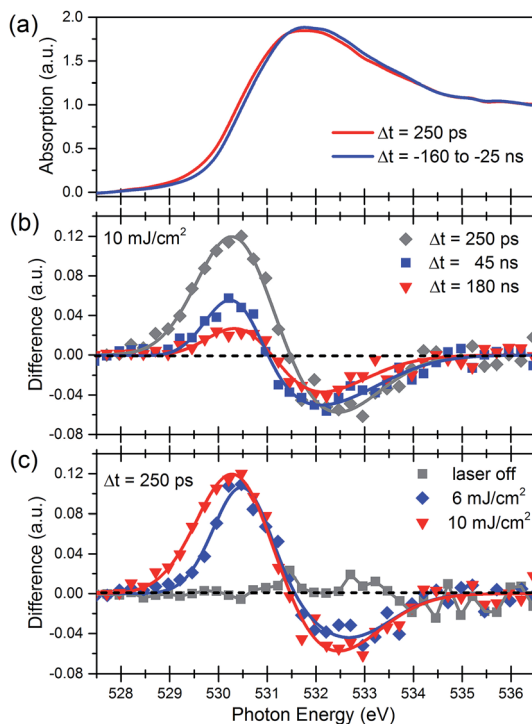 (a)
2.0
1.5
1.0
0.5
0.0
Absorption (a.u.)
Δt = 250 ps
Δt = -160 to -25 ns
(b)
10 mJ/cm²
0.12
0.08
0.04
0.00
-0.04
-0.08
Difference (a.u.)
Δt = 250 ps
Δt = 45 ns
Δt = 180 ns
(c)
Δt = 250 ps
0.12
0.08
0.04
0.00
-0.04
-0.08
Difference (a.u.)
laser off
6 mJ/cm²
10 mJ/cm²
528 529 530 531 532 533 534 535 536
Photon Energy (eV)